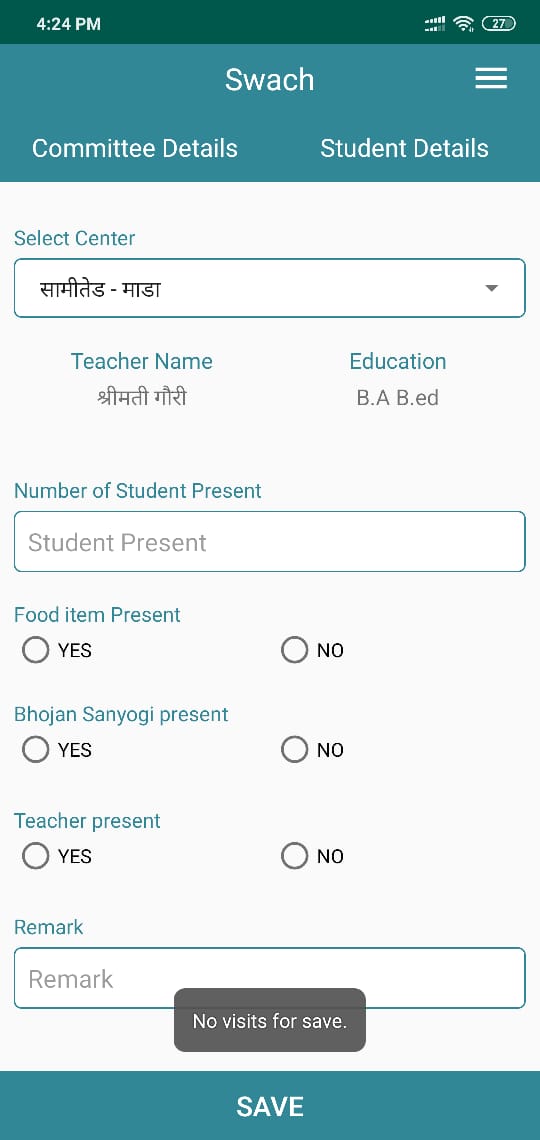 4:24 PM
27
Swach
Committee Details
Student Details
Select Center
सामीतेड - माडा
Teacher Name
Education
श्रीमती गौरी
B.A B.ed
Number of Student Present
Student Present
Food item Present
YES
NO
Bhojan Sanyogi present
YES
NO
Teacher present
YES
NO
Remark
Remark
No visits for save.
SAVE